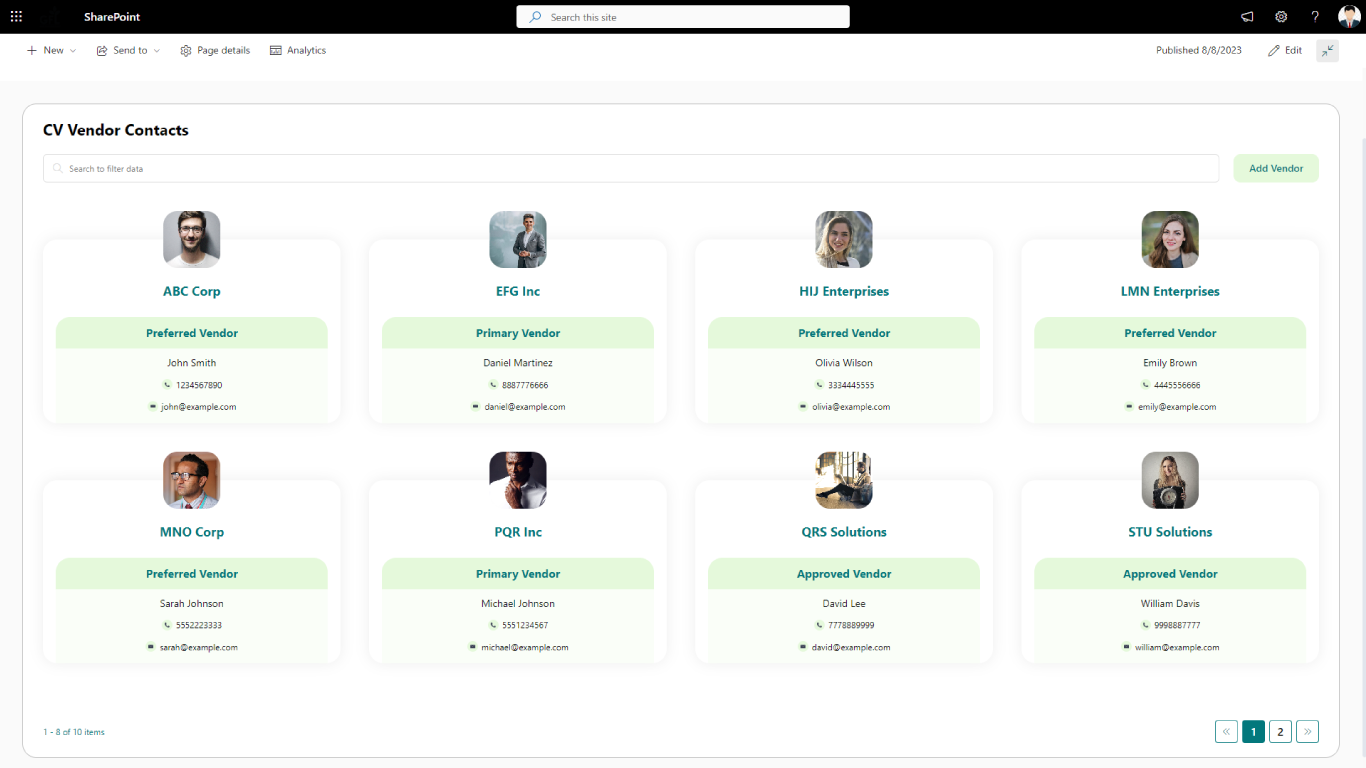 SharePoint
Search this site
?
New
Send to
Page details
Analytics
Published 8/8/2023
Edit
CV Vendor Contacts
Search to filter data
Add Vendor
ABC Corp
Preferred Vendor
John Smith
1234567890
john@example.com
EFG Inc
Primary Vendor
Daniel Martinez
8887776666
daniel@example.com
HIJ Enterprises
Preferred Vendor
Olivia Wilson
3334445555
olivia@example.com
LMN Enterprises
Preferred Vendor
Emily Brown
4445556666
emily@example.com
MNO Corp
Preferred Vendor
Sarah Johnson
5552223333
sarah@example.com
PQR Inc
Primary Vendor
Michael Johnson
5551234567
michael@example.com
QRS Solutions
Approved Vendor
David Lee
7778889999
david@example.com
STU Solutions
Approved Vendor
William Davis
9998887777
william@example.com
1 - 8 of 10 items
« 1 2 »